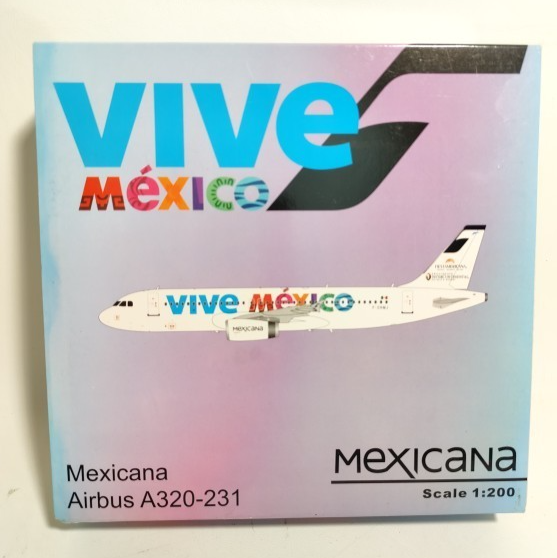 vive
méxico
vive méxico
mexicana
Mexicana
Airbus A320-231
mexicana
Scale 1:200